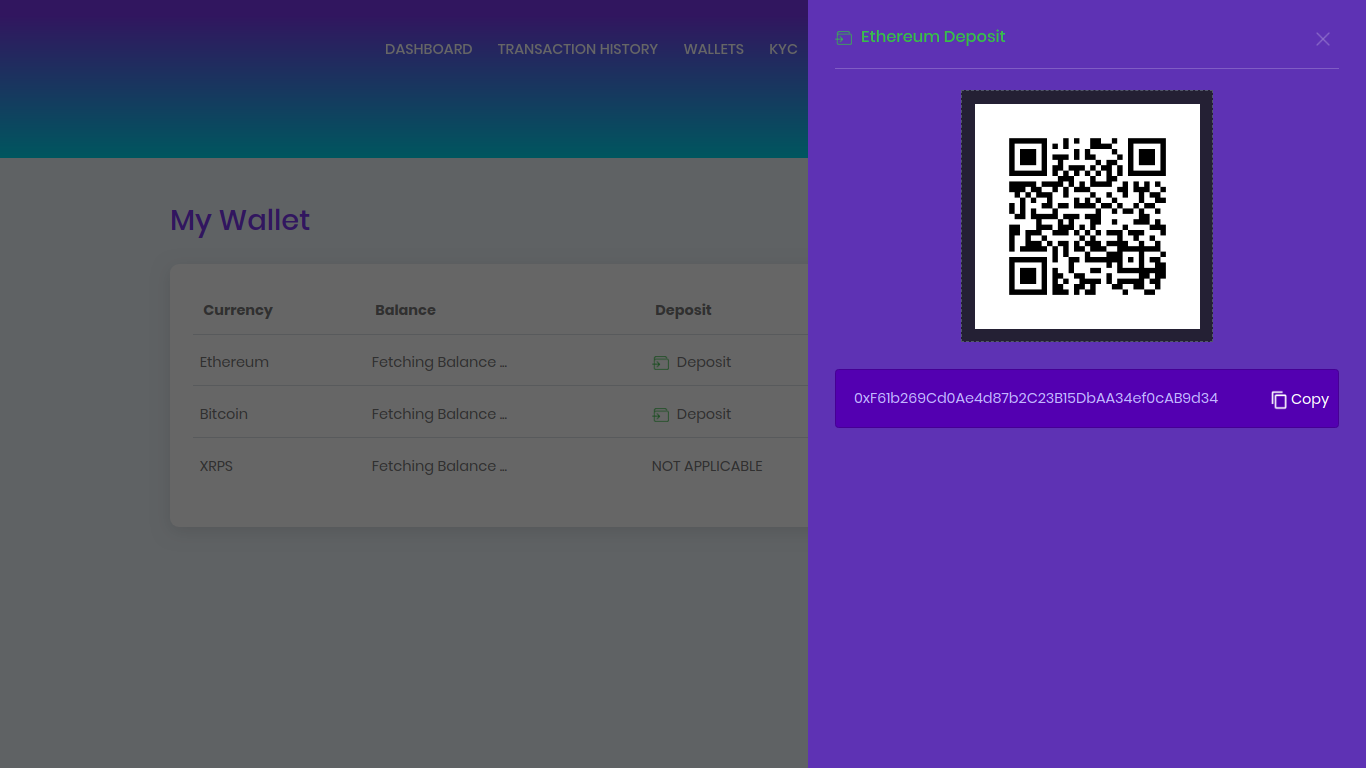 DASHBOARD TRANSACTION HISTORY WALLETS KYC
My Wallet
Currency Balance Deposit
Ethereum Fetching Balance ... Deposit
Bitcoin Fetching Balance ... Deposit
XRPS Fetching Balance ... NOT APPLICABLE
Ethereum Deposit
0xF61b269Cd0Ae4d87b2C23B15DbAA34ef0cAB9d34 Copy